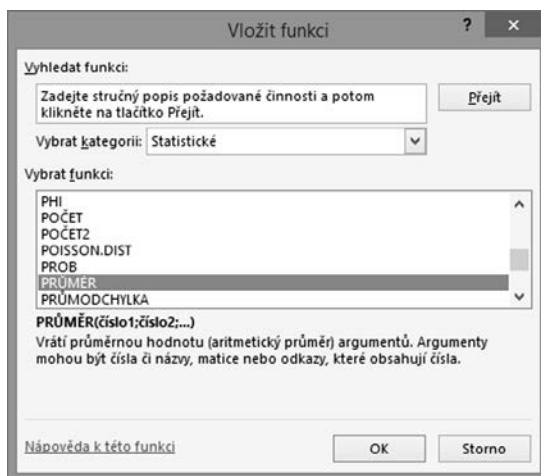 Vložit funkci
? ×
Vyhledat funkci:
Zadejte stručný popis požadované činnosti a potom
klikněte na tlačítko Přejít.
Přejít
Vybrat kategorii: Statistické
Vybrat funkci:
PHI
POČET
POČET2
POISSON.DIST
PROB
PRŮMĚR
PRŮMODCHYLKA
PRŮMĚR(číslo1;číslo2;...)
Vrátí průměrnou hodnotu (aritmetický průměr) argumentů. Argumenty
mohou být čísla či názvy, matice nebo odkazy, které obsahují čísla.
Nápověda k této funkci
OK
Storno